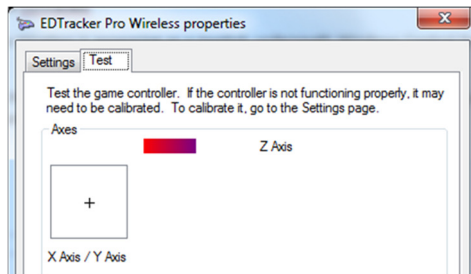 EDTracker Pro Wireless properties
Settings Test
Test the game controller. If the controller is not functioning properly, it may
need to be calibrated. To calibrate it, go to the Settings page.
Axes
Z Axis
X Axis / Y Axis